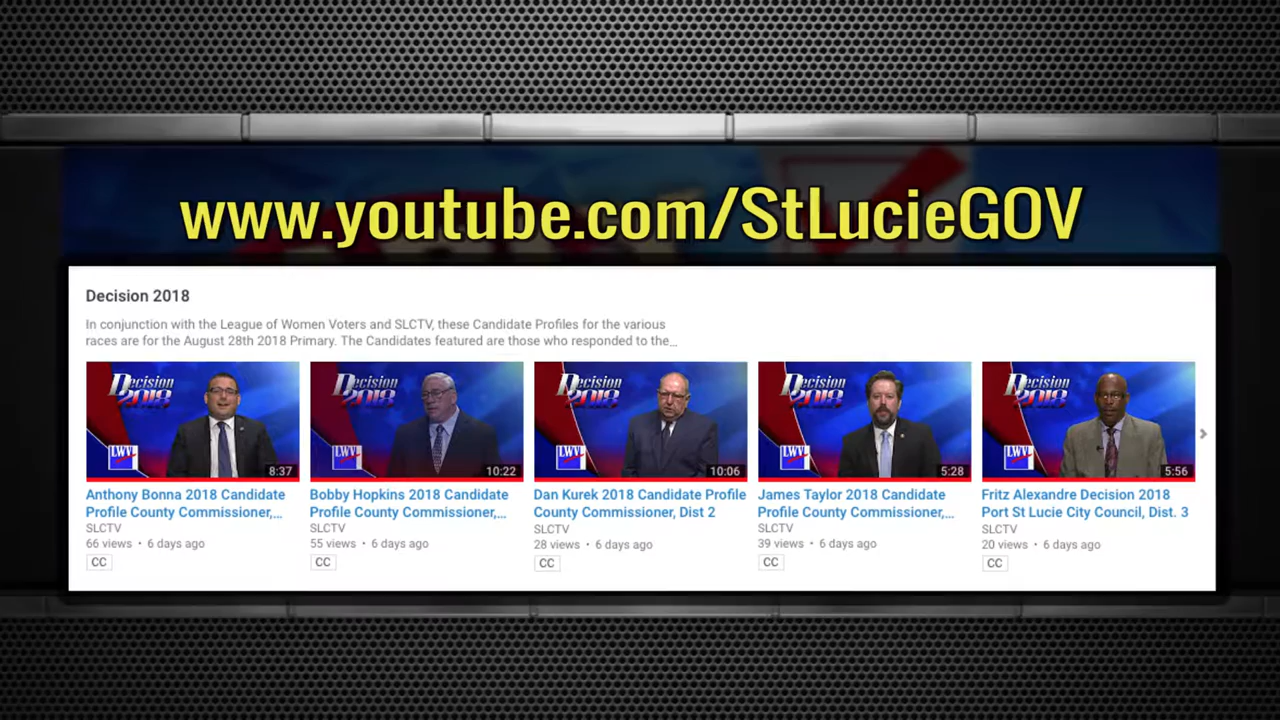 www.youtube.com/StLucieGOV
Decision 2018
In conjunction with the League of Women Voters and SLCTV, these Candidate Profiles for the various
races are for the August 28th 2018 Primary. The Candidates featured are those who responded to the...
Decision
2018
LWV
8:37
Decision
2018
LWV
10:22
Decision
2018
LWV
10:06
Decision
2018
LWV
5:28
Decision
2018
LWV
5:56
Anthony Bonna 2018 Candidate
Profile County Commissioner,...
SLCTV
66 views • 6 days ago
CC
Bobby Hopkins 2018 Candidate
Profile County Commissioner,...
SLCTV
55 views • 6 days ago
CC
Dan Kurek 2018 Candidate Profile
County Commissioner, Dist 2
SLCTV
28 views • 6 days ago
CC
James Taylor 2018 Candidate
Profile County Commissioner,...
SLCTV
39 views • 6 days ago
CC
Fritz Alexandre Decision 2018
Port St Lucie City Council, Dist. 3
SLCTV
20 views • 6 days ago
CC